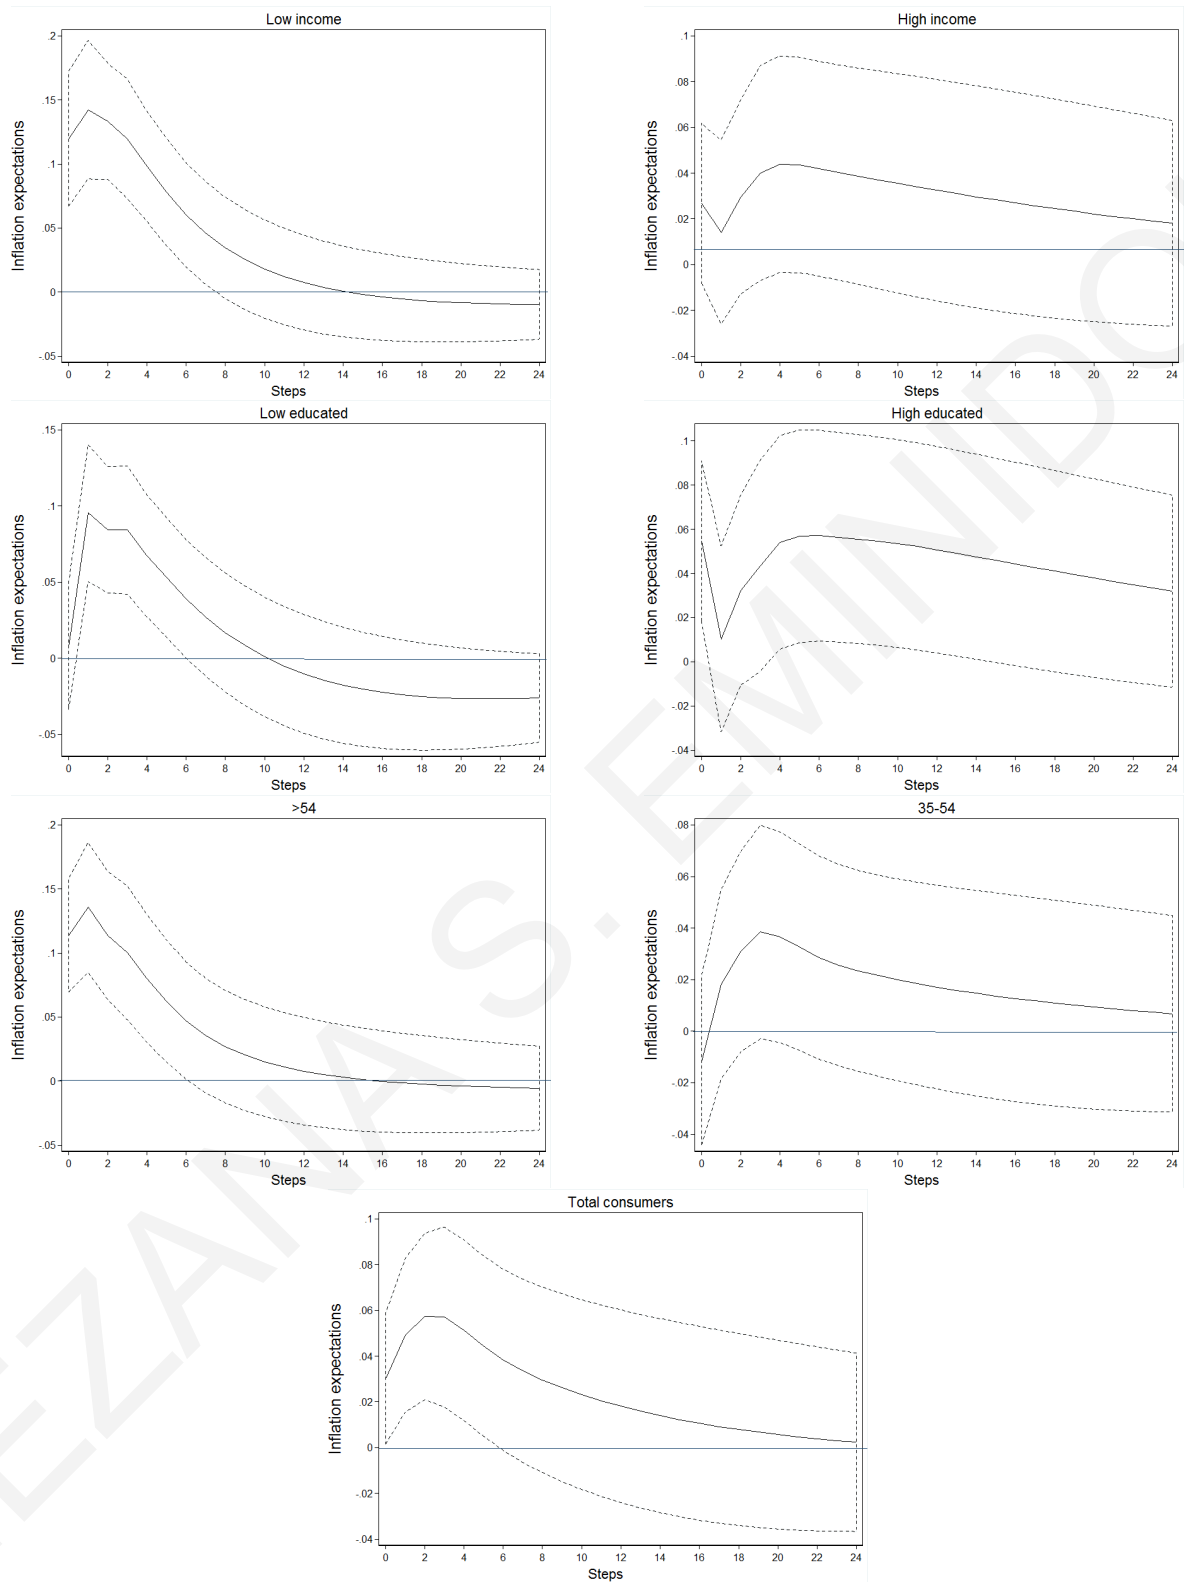 Low income
Inflation expectations
.2
.15
.1
.05
0
-.05
0 2 4 6 8 10 12 14 16 18 20 22 24
Steps
High income
Inflation expectations
.1
.08
.06
.04
.02
0
-.02
-.04
0 2 4 6 8 10 12 14 16 18 20 22 24
Steps
Low educated
Inflation expectations
.15
.1
.05
0
-.05
0 2 4 6 8 10 12 14 16 18 20 22 24
Steps
High educated
Inflation expectations
.1
.08
.06
.04
.02
0
-.02
-.04
0 2 4 6 8 10 12 14 16 18 20 22 24
Steps
>54
Inflation expectations
.2
.15
.1
.05
0
-.05
0 2 4 6 8 10 12 14 16 18 20 22 24
Steps
35-54
Inflation expectations
.08
.06
.04
.02
0
-.02
-.04
0 2 4 6 8 10 12 14 16 18 20 22 24
Steps
Total consumers
Inflation expectations
.1
.08
.06
.04
.02
0
-.02
-.04
0 2 4 6 8 10 12 14 16 18 20 22 24
Steps
EZANA S. EMINIDO